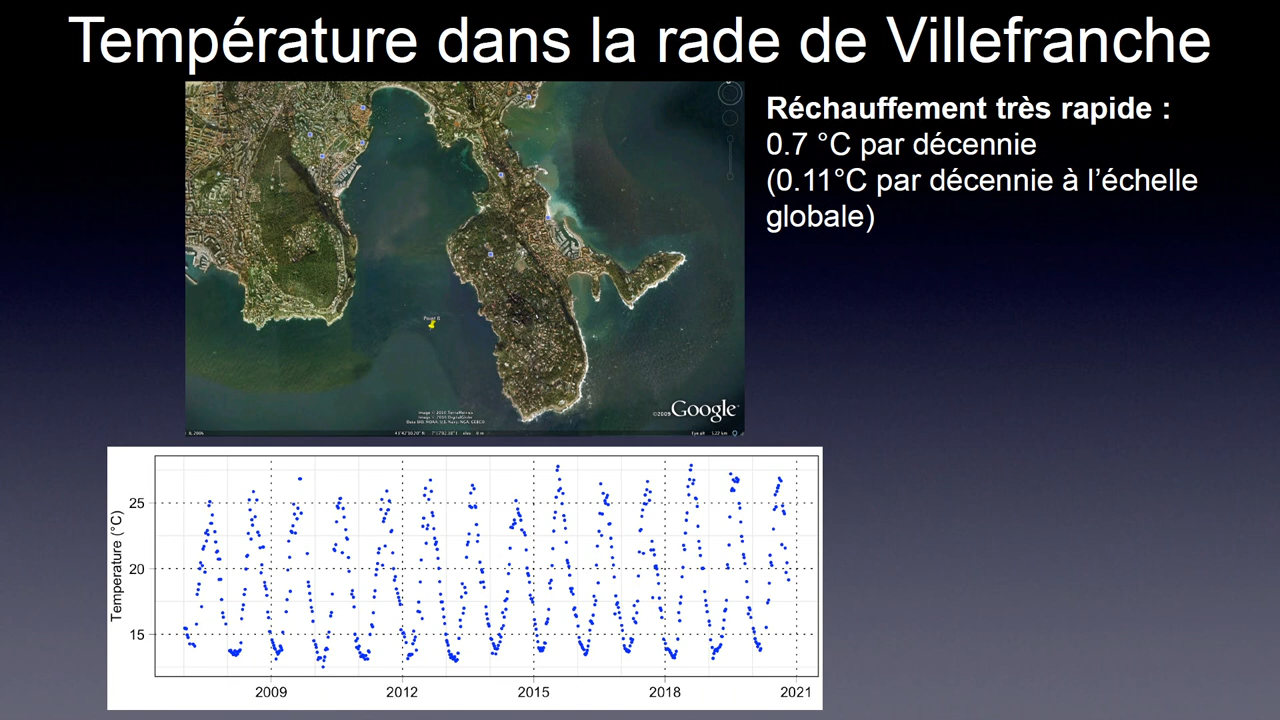 Température dans la rade de Villefranche
Réchauffement très rapide :
0.7 °C par décennie
(0.11°C par décennie à l’échelle
globale)
©2009 Google
Temperature (°C)
25
20
15
2009
2012
2015
2018
2021